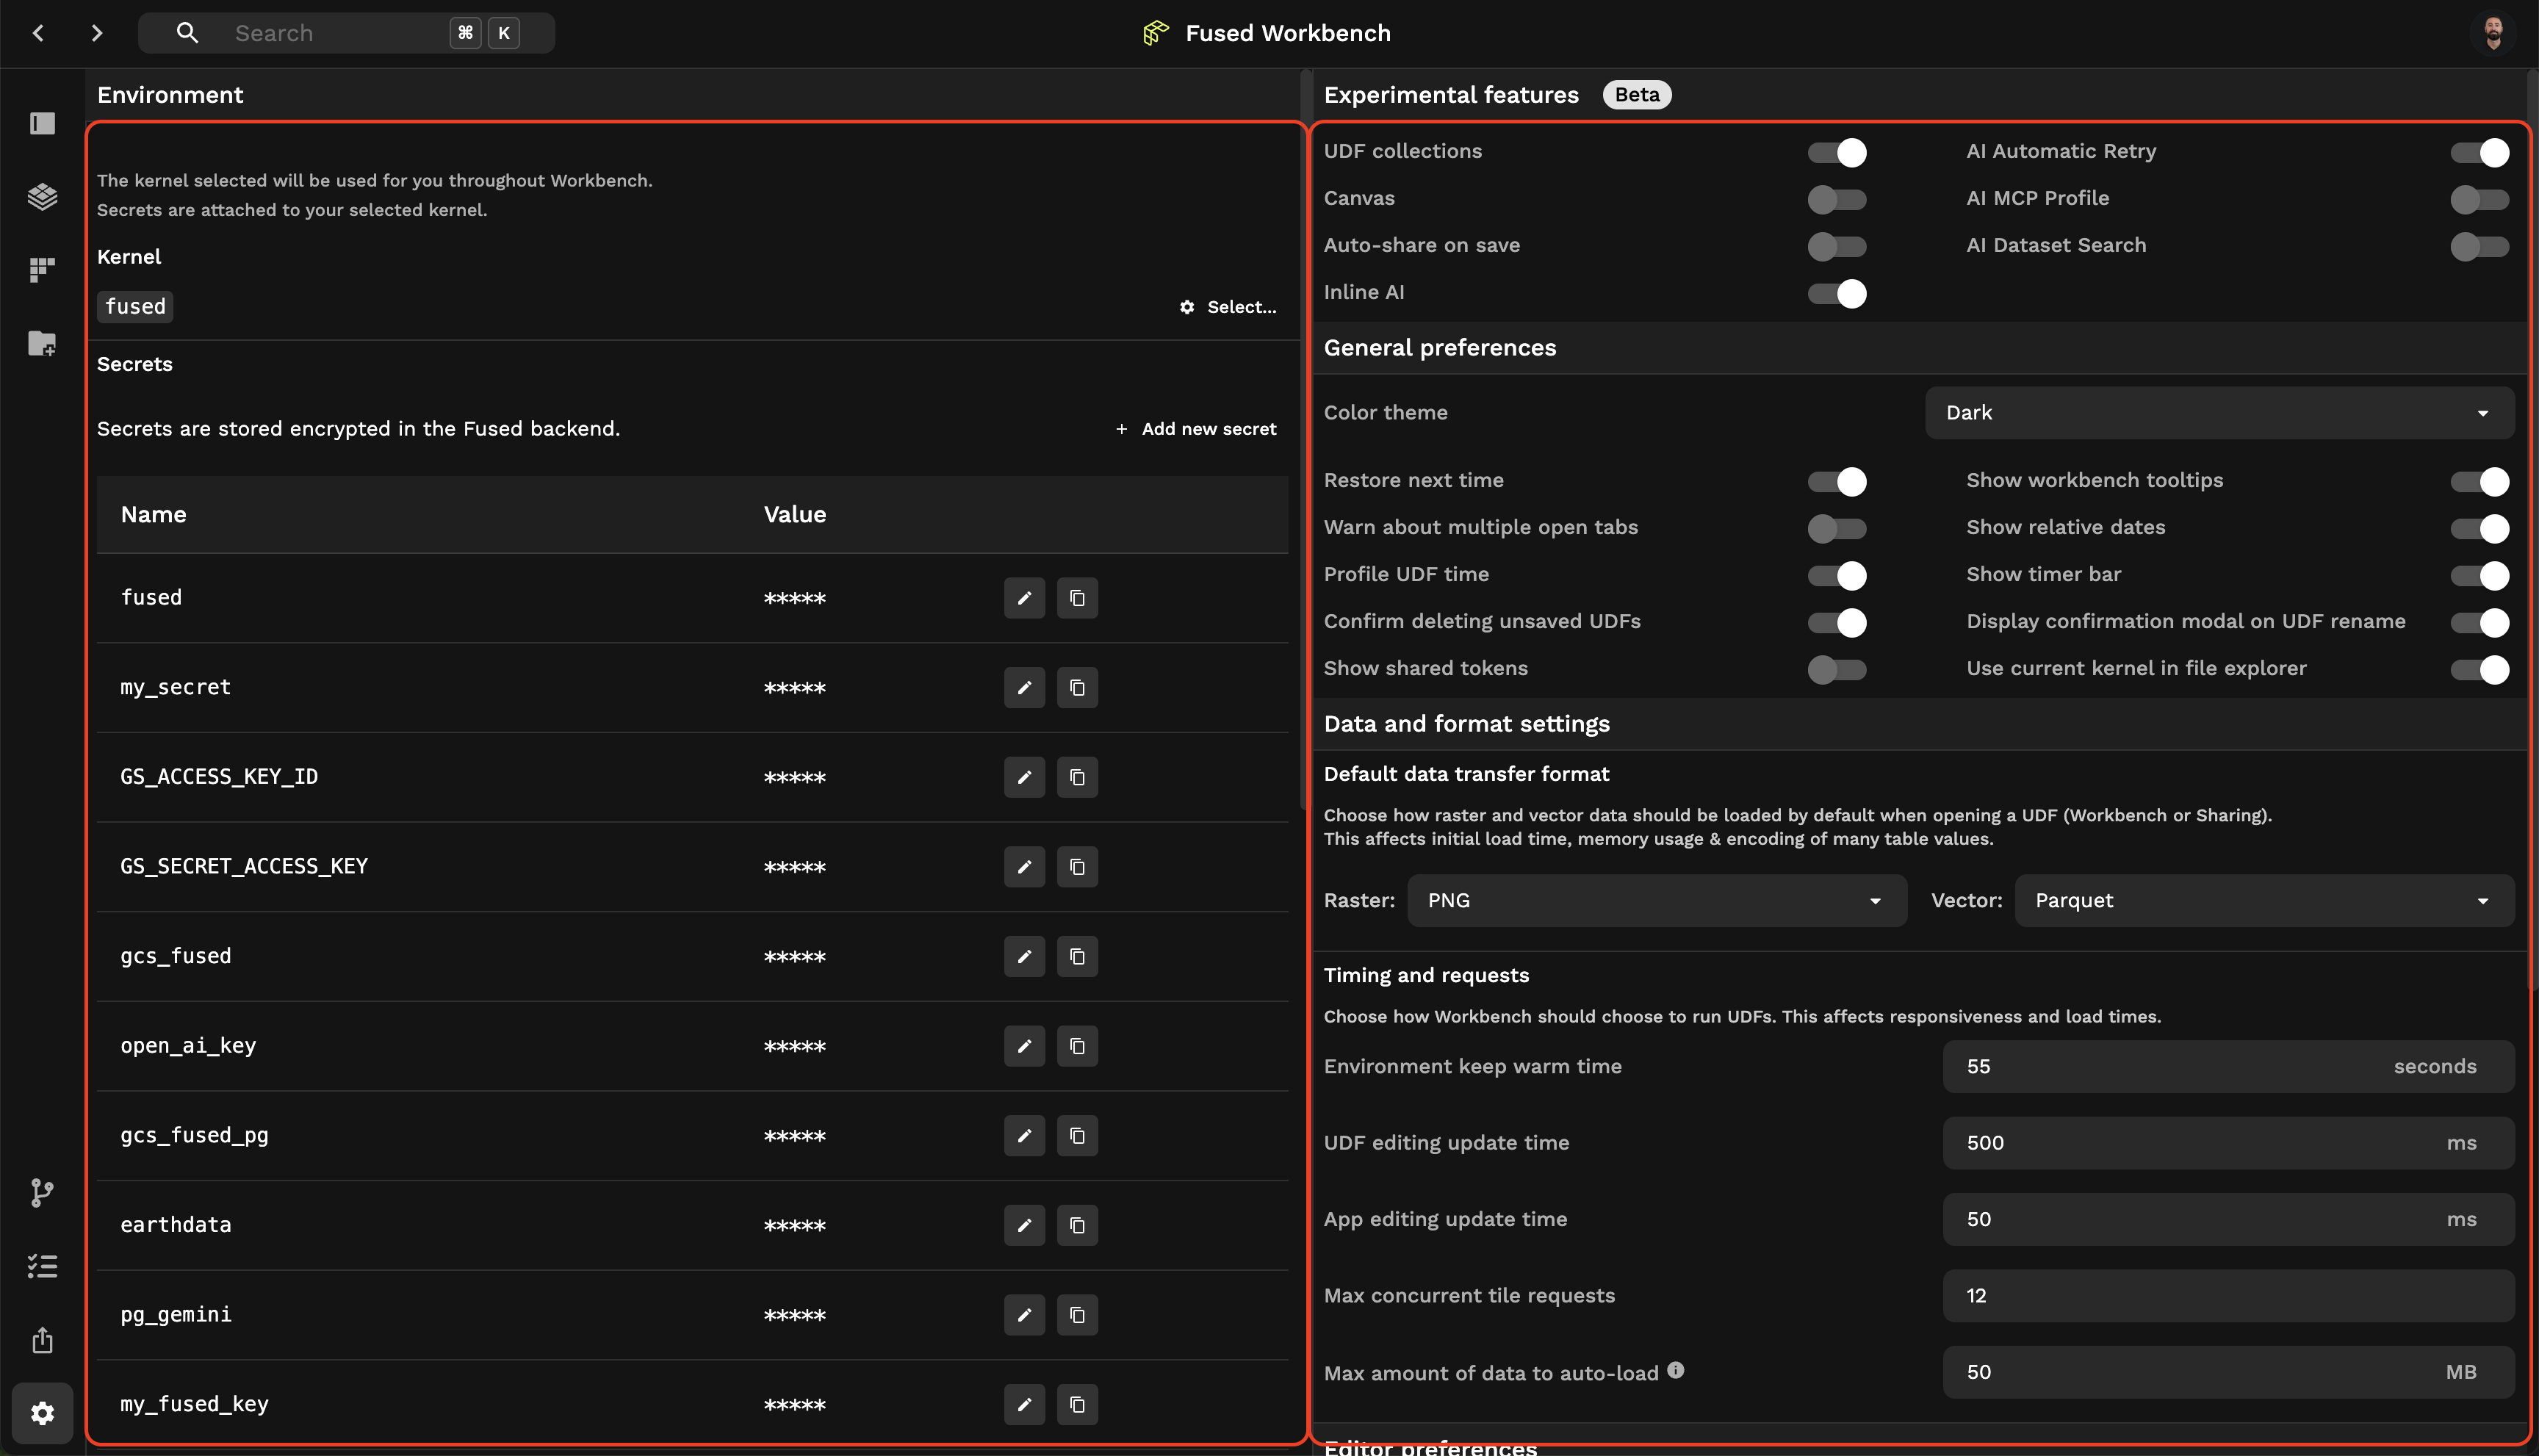 Search ⌘ K
Fused Workbench
Environment
The kernel selected will be used for you throughout Workbench.
Secrets are attached to your selected kernel.
Kernel
fused
Select...
Secrets
Secrets are stored encrypted in the Fused backend.
+ Add new secret
Name Value
fused *****
my_secret *****
GS_ACCESS_KEY_ID *****
GS_SECRET_ACCESS_KEY *****
gcs_fused *****
open_ai_key *****
gcs_fused_pg *****
earthdata *****
pg_gemini *****
my_fused_key *****
Experimental features Beta
UDF collections AI Automatic Retry
Canvas AI MCP Profile
Auto-share on save AI Dataset Search
Inline AI
General preferences
Color theme Dark
Restore next time Show workbench tooltips
Warn about multiple open tabs Show relative dates
Profile UDF time Show timer bar
Confirm deleting unsaved UDFs Display confirmation modal on UDF rename
Show shared tokens Use current kernel in file explorer
Data and format settings
Default data transfer format
Choose how raster and vector data should be loaded by default when opening a UDF (Workbench or Sharing).
This affects initial load time, memory usage & encoding of many table values.
Raster: PNG Vector: Parquet
Timing and requests
Choose how Workbench should choose to run UDFs. This affects responsiveness and load times.
Environment keep warm time 55 seconds
UDF editing update time 500 ms
App editing update time 50 ms
Max concurrent tile requests 12
Max amount of data to auto-load 50 MB
Editor preferences